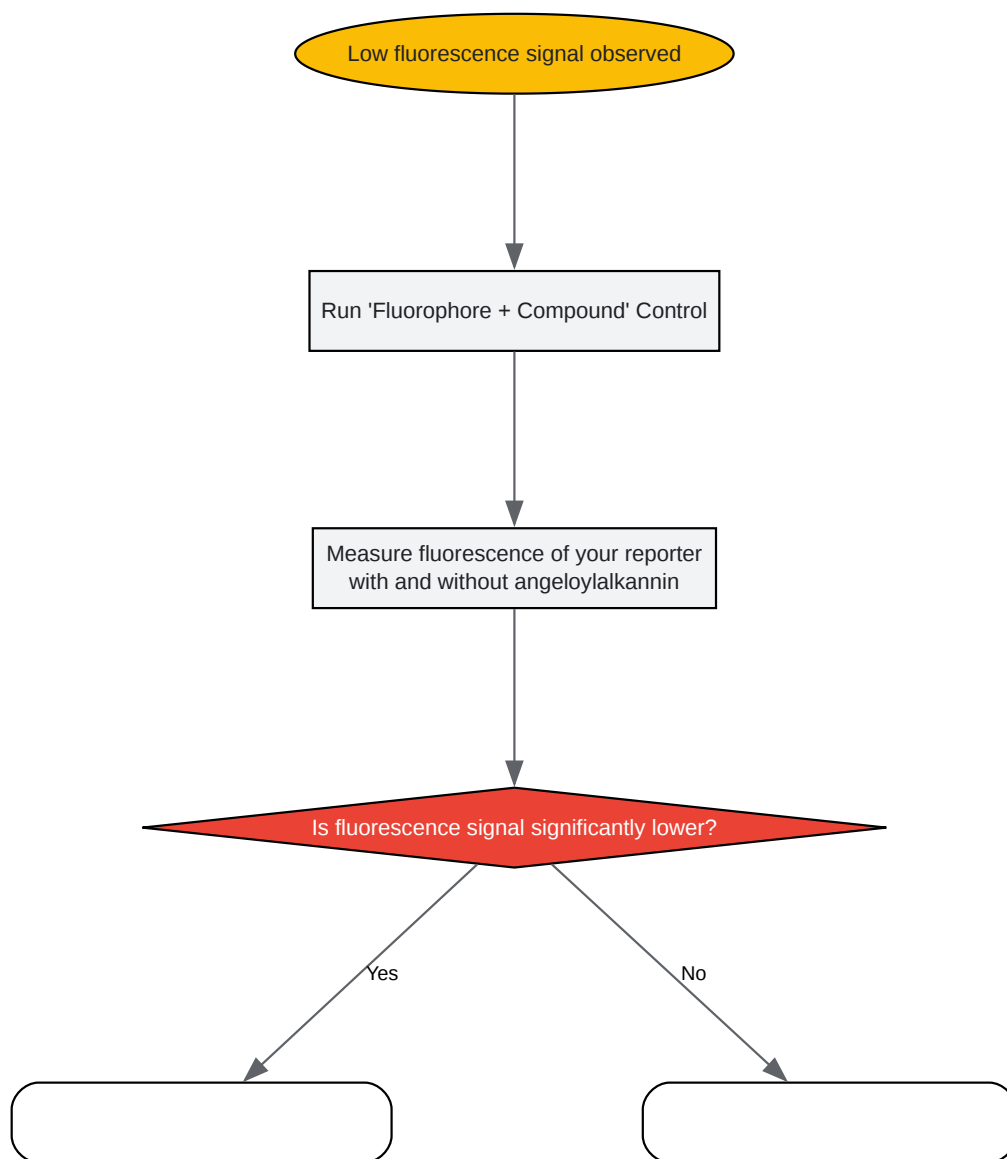 Low fluorescence signal observed
Run 'Fluorophore + Compound' Control
Measure fluorescence of your reporter
with and without angeloylalkannin
Is fluorescence signal significantly lower?
Yes
No